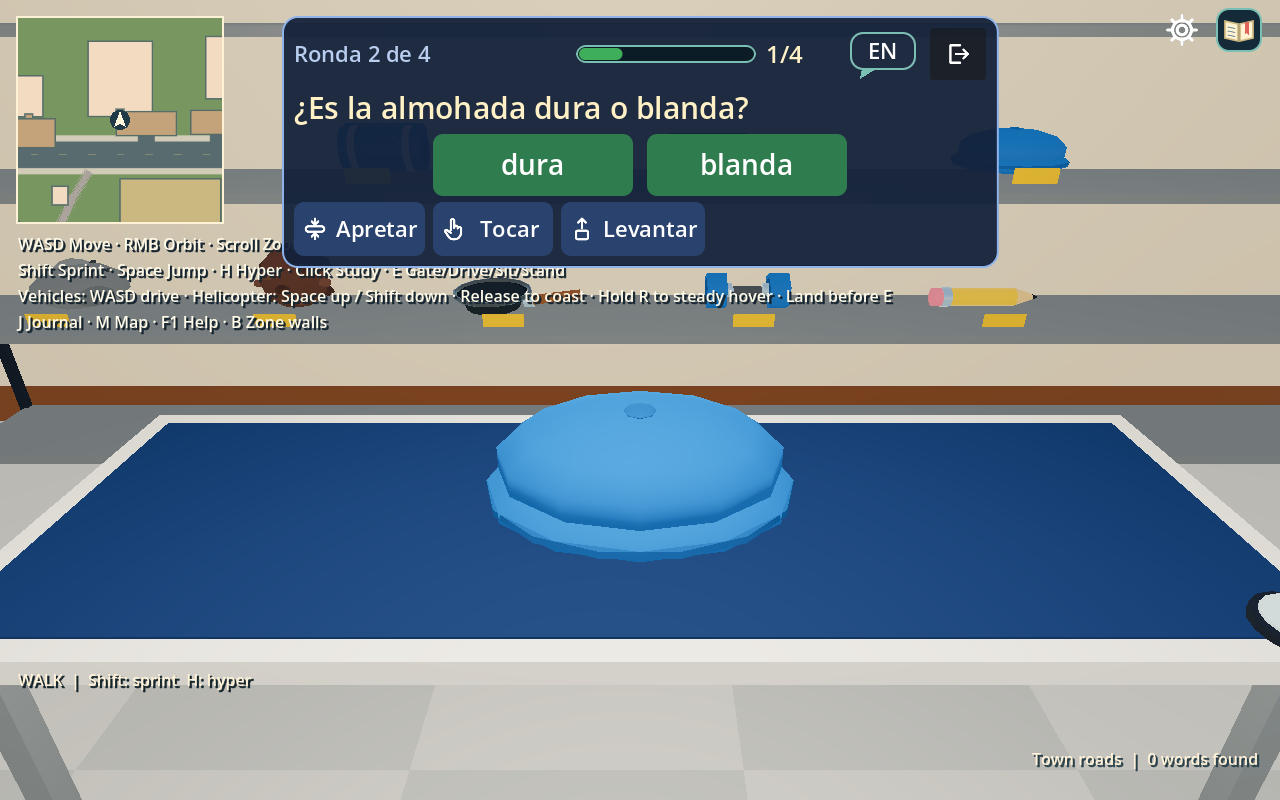 Ronda 2 de 4
1/4
EN
¿Es la almohada dura o blanda?
dura
blanda
Apretar
Tocar
Levantar
WASD Move · RMB Orbit · Scroll
Shift Sprint · Space Jump · H Hyper · Click study · E Gate/Drive/sit/stand
Vehicles: WASD drive · Helicopter: Space up / Shift down · Release to coast · Hold R to steady hover · Land before E
J Journal · M Map · F1 Help · B Zone walls
WALK | Shift: sprint H: hyper
Town roads | 0 words found